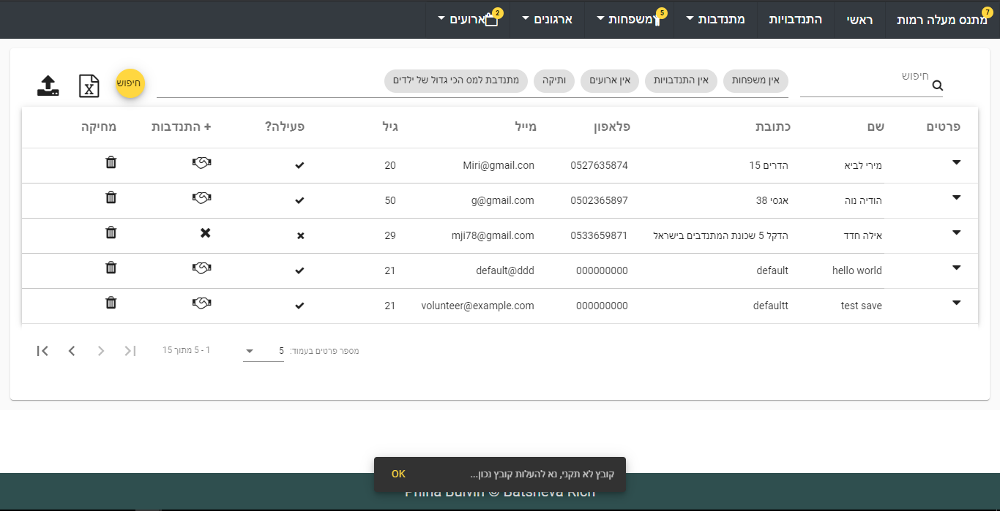 מתנס מעלה רמות 7
ראשי
התנדבויות
מתנדבות
משפחות 5
ארגונים
ארועים 2
חיפוש
אין משפחות
אין התנדבויות
אין ארועים
ותיקה
מתנדבת למס הכי גדול של ילדים
חיפוש
פרטים שם כתובת פלאפון מייל גיל פעילה? + התנדבות מחיקה
מירי לביא הדרים 15 0527635874 Miri@gmail.con 20
הודיה נוה אגסי 38 0502365897 g@gmail.com 50
אילה חדד הדקל 5 שכונת המתנדבים בישראל 0533659871 mji78@gmail.com 29
hello world default 000000000 default@ddd 21
test save defaultt 000000000 volunteer@example.com 21
מספר פרטים בעמוד: 5 1 - 5 מתוך 15
קובץ לא תקני, נא להעלות קובץ נכון... OK
Phina Bulvin © Batsheva Rich